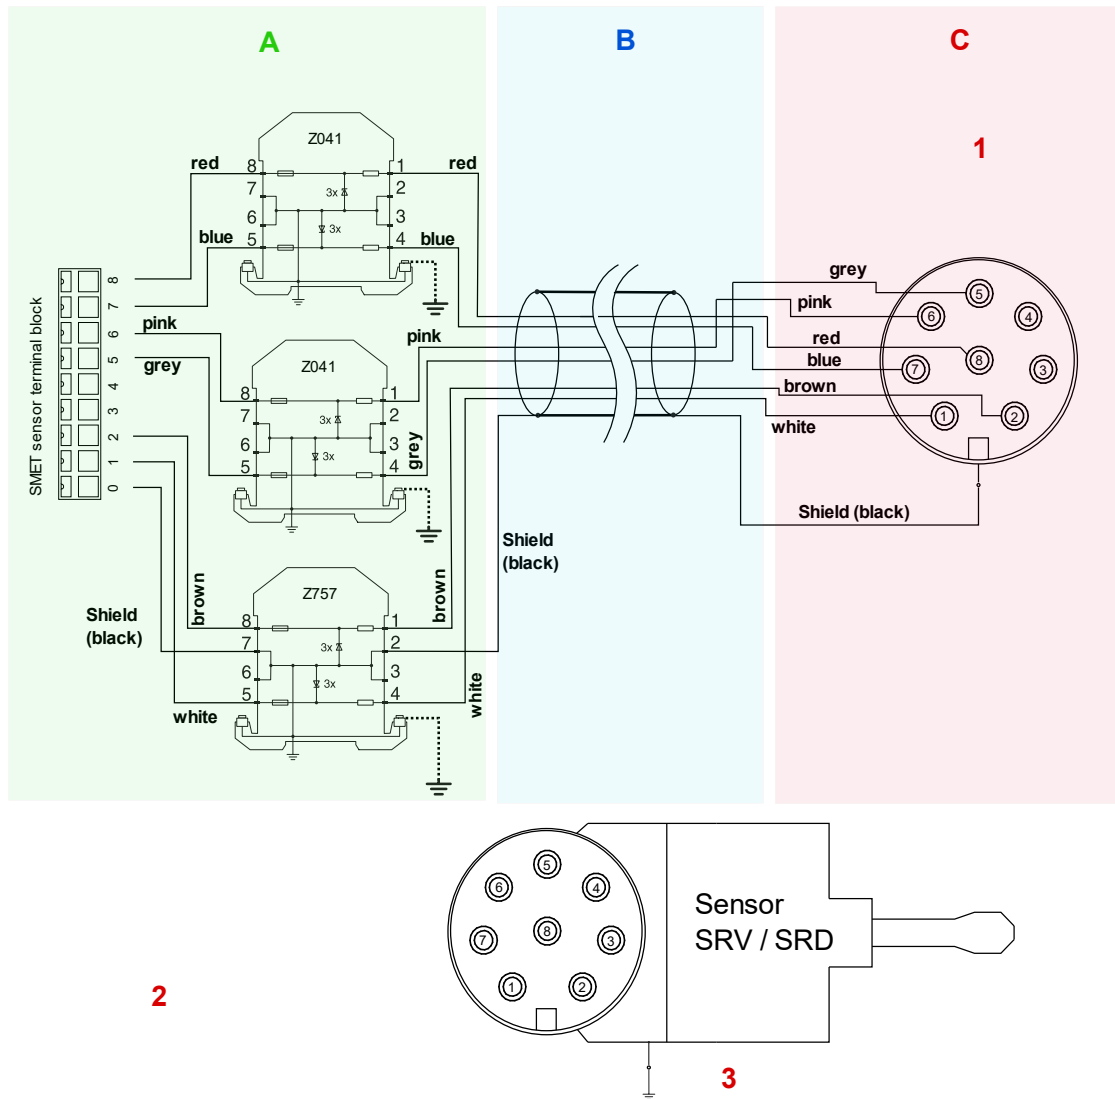 A
B
C
1
Z041
red
8
1
red
7
3x
2
6
3x
3
blue
5
4
blue
SMET sensor terminal block
8
7
6
5
4
3
2
1
0
pink
grey
Z041
pink
8
1
7
3x
2
6
3x
3
5
4
grey
grey
pink
red
blue
brown
white
5
6
4
8
7
3
1
2
Shield (black)
Shield
(black)
Z757
brown
brown
Shield
(black)
8
1
7
3x
2
6
3x
3
5
4
white
white
5
6
4
8
7
3
1
2
Sensor
SRV / SRD
2
3